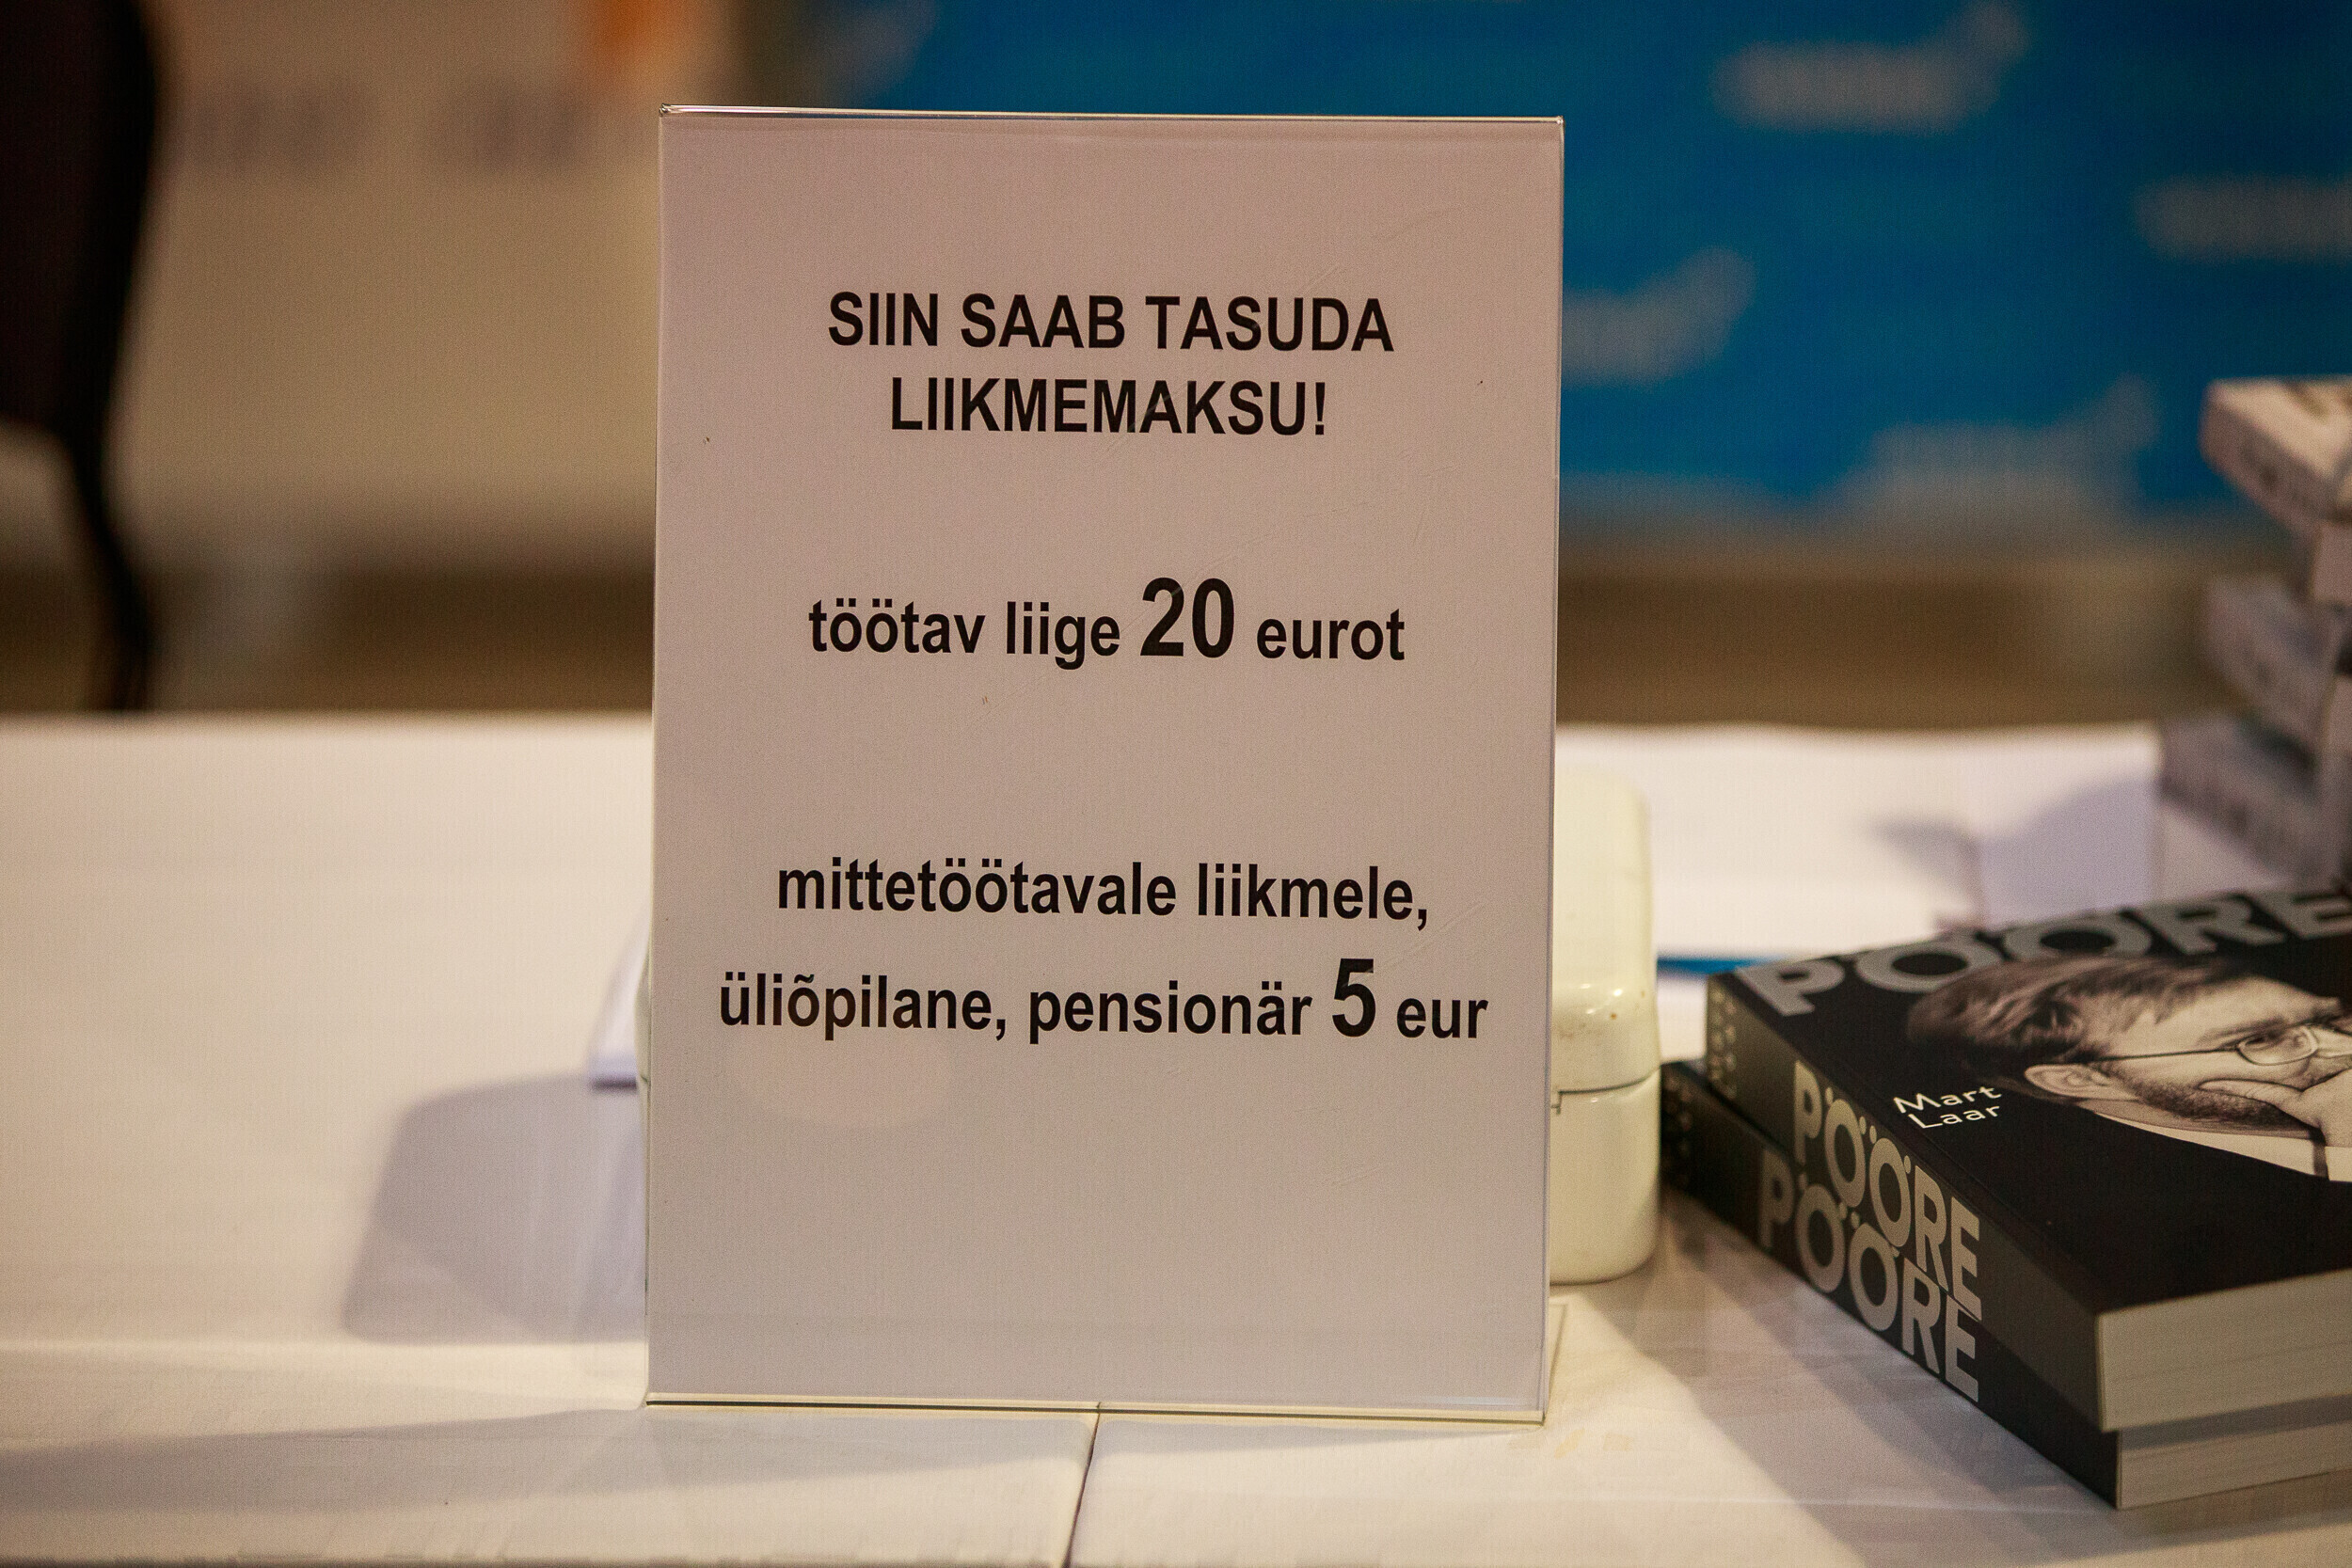 SIIN SAAB TASUDA
LIIKMEMAKSU!
töötav liige 20 eurot
mittetöötavale liikmele,
üliõpilane, pensionär 5 eur
PÖÖRE
Mart
Laar
PÖÖRE
PÖÖRE